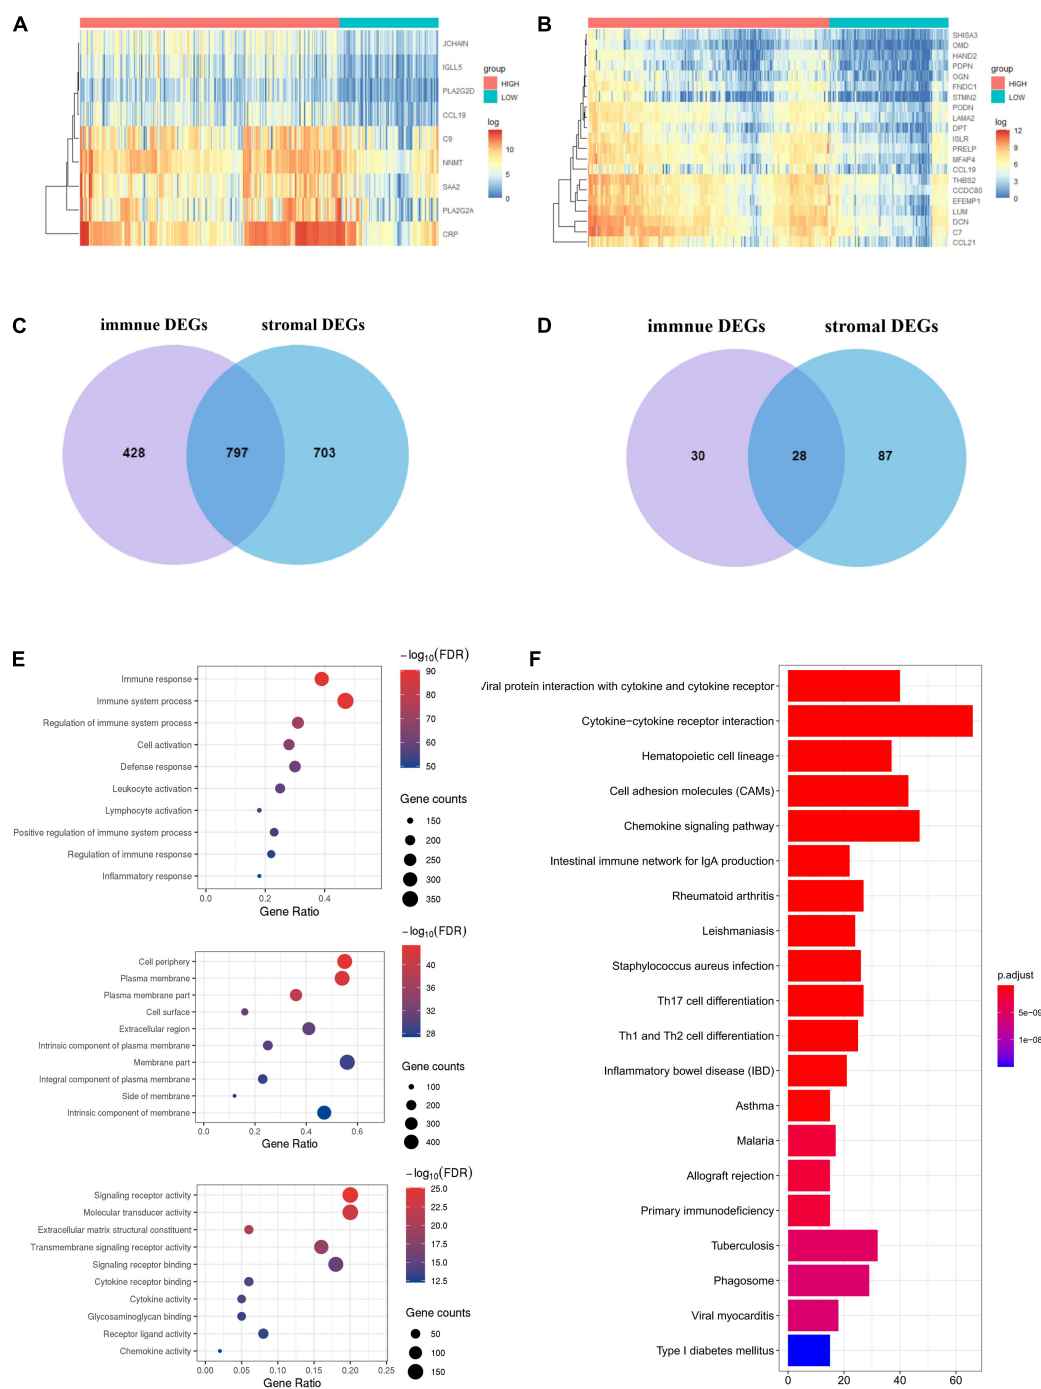 A
JCHAIN
IGLL5
PLA2G2D
CCL19
C9
NNMT
SAA2
PLA2G2A
CRP
group
HIGH
LOW
log
10
5
0
B
SHISA3
OMD
HAND2
PDPN
OGN
FNDC1
STMN2
PODN
LAMA2
DPT
ISLR
PRELP
MFAP4
CCL19
THBS2
CCDC80
EFEMP1
LUM
DCN
C7
CCL21
group
HIGH
LOW
log
12
9
6
3
0
C
immnue DEGs
stromal DEGs
428
797
703
D
immnue DEGs
stromal DEGs
30
28
87
E
Immune response
Immune system process
Regulation of immune system process
Cell activation
Defense response
Leukocyte activation
Lymphocyte activation
Positive regulation of immune system process
Regulation of immune response
Inflammatory response
0.0
0.2
0.4
Gene Ratio
−log10(FDR)
90
80
70
60
50
Gene counts
150
200
250
300
350
Cell periphery
Plasma membrane
Plasma membrane part
Cell surface
Extracellular region
Intrinsic component of plasma membrane
Membrane part
Integral component of plasma membrane
Side of membrane
Intrinsic component of membrane
0.0
0.2
0.4
0.6
Gene Ratio
−log10(FDR)
40
36
32
28
Gene counts
100
200
300
400
Signaling receptor activity
Molecular transducer activity
Extracellular matrix structural constituent
Transmembrane signaling receptor activity
Signaling receptor binding
Cytokine receptor binding
Cytokine activity
Glycosaminoglycan binding
Receptor ligand activity
Chemokine activity
0.00
0.05
0.10
0.15
0.20
0.25
Gene Ratio
−log10(FDR)
25.0
22.5
20.0
17.5
15.0
12.5
Gene counts
50
100
150
F
Viral protein interaction with cytokine and cytokine receptor
Cytokine−cytokine receptor interaction
Hematopoietic cell lineage
Cell adhesion molecules (CAMs)
Chemokine signaling pathway
Intestinal immune network for IgA production
Rheumatoid arthritis
Leishmaniasis
Staphylococcus aureus infection
Th17 cell differentiation
Th1 and Th2 cell differentiation
Inflammatory bowel disease (IBD)
Asthma
Malaria
Allograft rejection
Primary immunodeficiency
Tuberculosis
Phagosome
Viral myocarditis
Type I diabetes mellitus
0
20
40
60
p.adjust
5e−09
1e−08